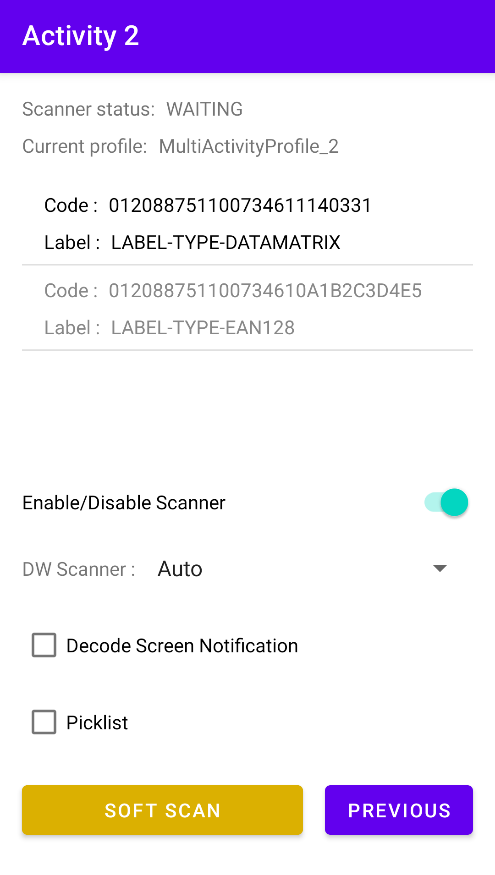 Activity 2
Scanner status: WAITING
Current profile: MultiActivityProfile_2
Code : 012088751100734611140331
Label : LABEL-TYPE-DATAMATRIX
Code : 012088751100734610A1B2C3D4E5
Label : LABEL-TYPE-EAN128
Enable/Disable Scanner
DW Scanner : Auto
Decode Screen Notification
Picklist
SOFT SCAN PREVIOUS